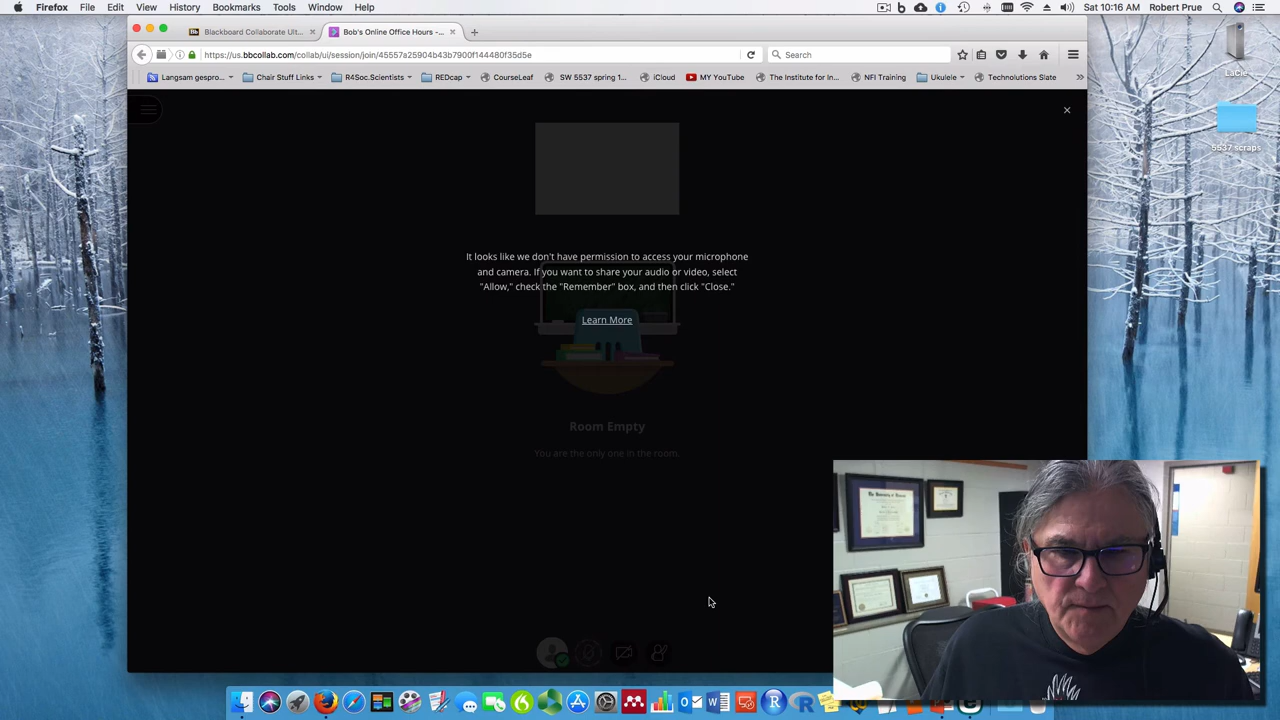 Firefox File Edit View History Bookmarks Tools Window Help Sat 10:16 AM Robert Prue
Blackboard Collaborate Ult... Bob's Online Office Hours -...
https://us.bbcollab.com/collab/ui/session/join/45557a25904b43b7900f144480f35d5e Search
Langsam gespro... Chair Stuff Links R4Soc.Scientists REDcap CourseLeaf SW 5537 spring 1... iCloud MY YouTube The Institute for In... NFI Training Ukulele Technolutions Slate
LaCie
5537 scraps
It looks like we don't have permission to access your microphone
and camera. If you want to share your audio or video, select
"Allow," check the "Remember" box, and then click "Close."
Learn More
Room Empty
You are the only one in the room.